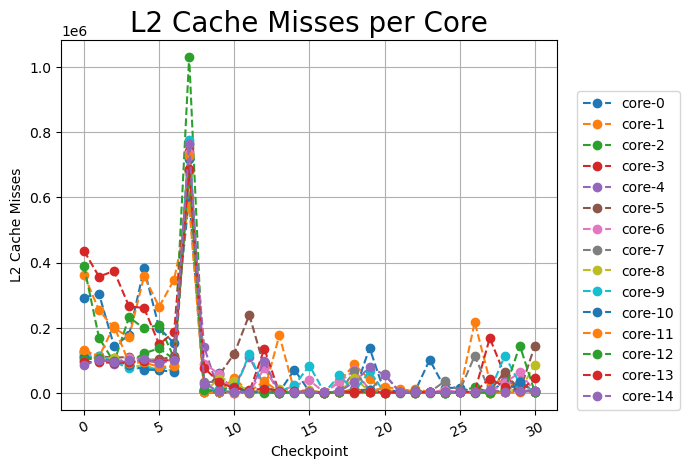 L2 Cache Misses per Core
1e6
1.0
0.8
0.6
0.4
0.2
0.0
L2 Cache Misses
0
5
10
15
20
25
30
Checkpoint
core-0
core-1
core-2
core-3
core-4
core-5
core-6
core-7
core-8
core-9
core-10
core-11
core-12
core-13
core-14